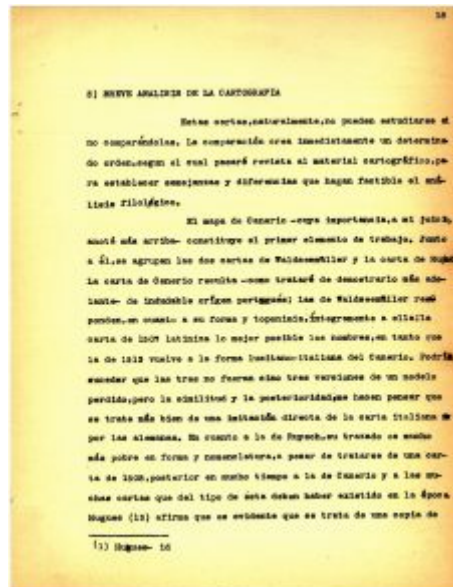 18
8) BREVE ANALISIS DE LA CARTOGRAFIA
Estas cartas,naturalmente,no pueden estudiarse si
no comparándolas. La comparación crea inmediatamente un determina
do orden,segun el cual pasaré revista al material cartográfico,pa-
ra establecer semejanzas y diferencias que hagan factible el aná-
lisis filológico.
El mapa de Canerio -cuya importancia,a mi juicio,
anoté más arriba- constituye el primer elemento de trabajo. Junto
a él,se agrupan las dos cartas de Waldseemüller y la carta de
La carta de Canerio resulta -como trataré de demostrarlo más ade-
lante- de indudable origen portugués; las de Waldseemüller res
ponden,en cuanto a su forma y toponimia,íntegramente a ella:la
carta de 1507 latiniza lo mejor posible los nombres,en tanto que
la de 1513 vuelve a la forma lusitano-italiana del Canerio. Podría
suceder que las tres no fueran sino tres versiones de un modelo
perdido,pero la similitud y la posterioridad,me hacen pensar que
se trate más bien de una imitación directa de la carta italiana
por las alemanas. En cuanto a la de Ruysch,su trazado es mucho
más pobre en forma y nomenclatura,a pesar de tratarse de una car-
ta de 1508,posterior en mucho tiempo a la de Canerio y a las mu-
chas cartas que del tipo de ésta deben haber existido en la época
Hugues (13) afirma que es evidente que se trata de una copia de
Hugues- id